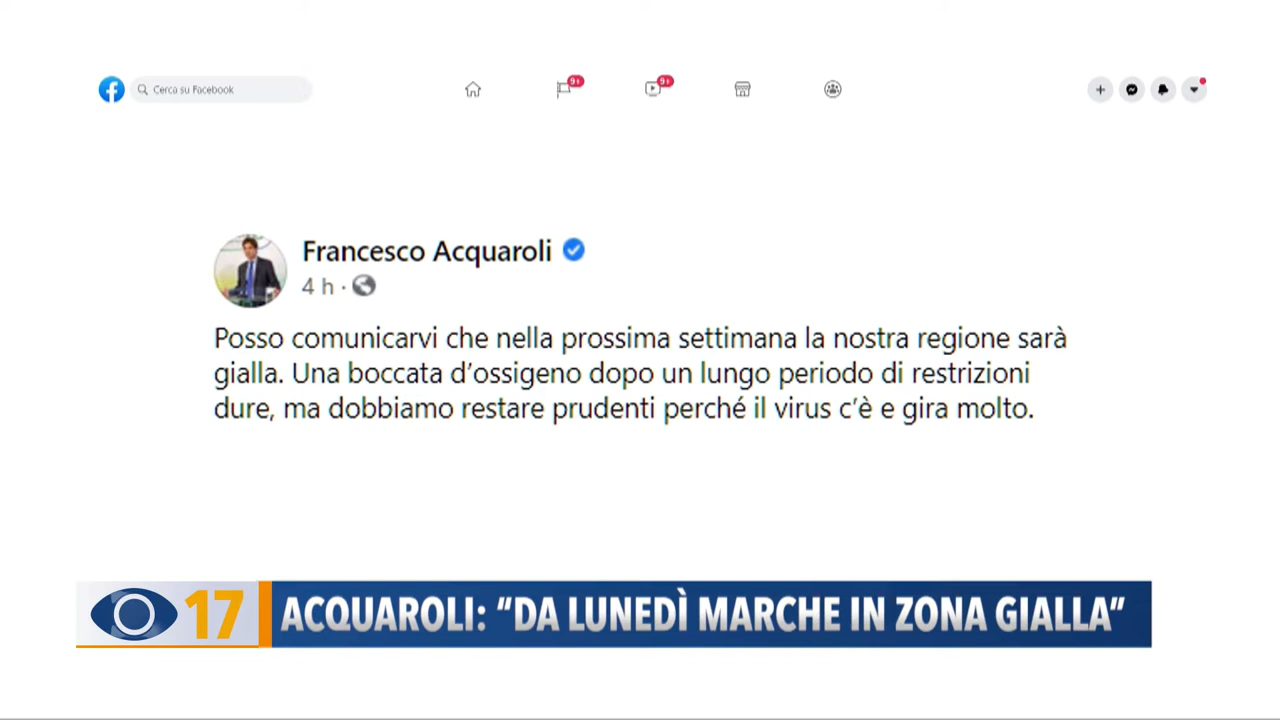 Cerca su Facebook
9+
9+
Francesco Acquaroli
4 h ·
Posso comunicarvi che nella prossima settimana la nostra regione sarà
gialla. Una boccata d'ossigeno dopo un lungo periodo di restrizioni
dure, ma dobbiamo restare prudenti perché il virus c'è e gira molto.
17
ACQUAROLI: “DA LUNEDÌ MARCHE IN ZONA GIALLA”